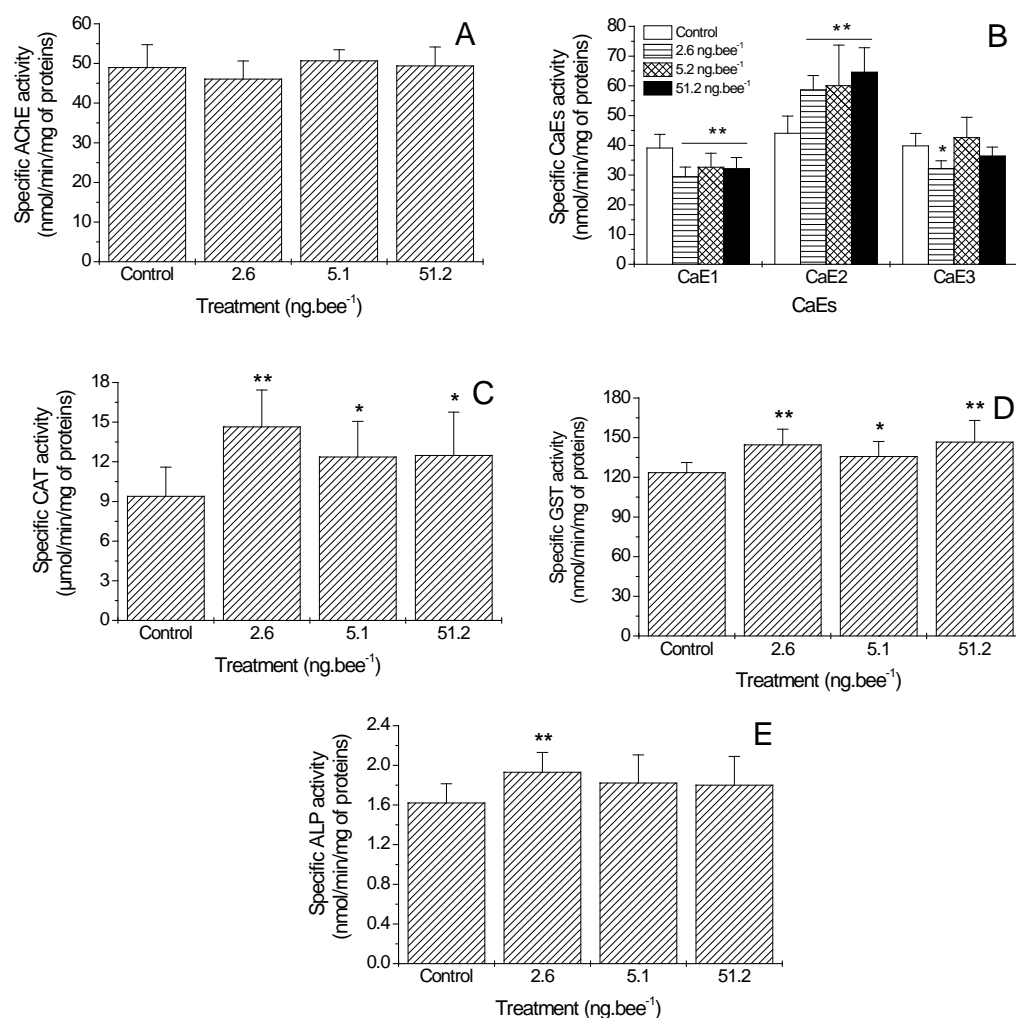 A
Specific AChE activity
(nmol/min/mg of proteins)
60
50
40
30
20
10
0
Control 2.6 5.1 51.2
Treatment (ng.bee⁻¹)
B
Specific CaEs activity
(nmol/min/mg of proteins)
80
70
60
50
40
30
20
10
0
Control
2.6 ng.bee⁻¹
5.2 ng.bee⁻¹
51.2 ng.bee⁻¹
**
**
*
CaE1 CaE2 CaE3
CaEs
C
Specific CAT activity
(µmol/min/mg of proteins)
18
15
12
9
6
3
0
** * *
Control 2.6 5.1 51.2
Treatment (ng.bee⁻¹)
D
Specific GST activity
(nmol/min/mg of proteins)
180
150
120
90
60
30
0
** * **
Control 2.6 5.1 51.2
Treatment (ng.bee⁻¹)
E
Specific ALP activity
(nmol/min/mg of proteins)
2.4
2.0
1.6
1.2
0.8
0.4
0.0
**
Control 2.6 5.1 51.2
Treatment (ng.bee⁻¹)